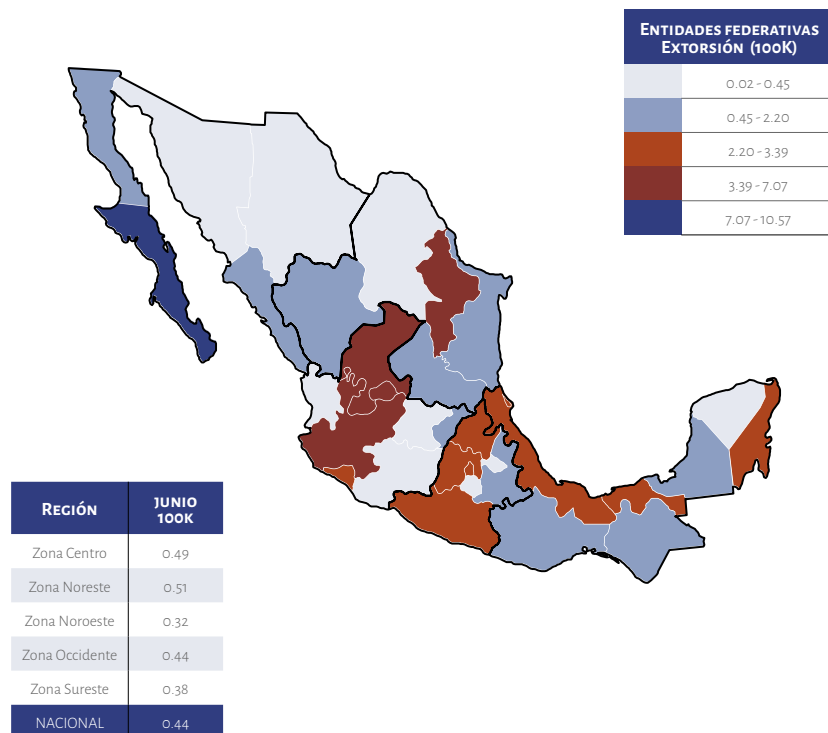 ENTIDADES FEDERATIVAS
EXTORSIÓN (100K)
0.02 - 0.45
0.45 - 2.20
2.20 - 3.39
3.39 - 7.07
7.07 - 10.57
REGIÓN JUNIO 100K
Zona Centro 0.49
Zona Noreste 0.51
Zona Noroeste 0.32
Zona Occidente 0.44
Zona Sureste 0.38
NACIONAL 0.44